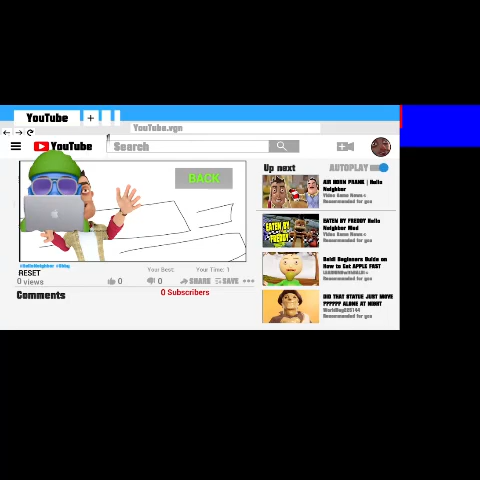 YouTube
+
YouTube.vgn
YouTube
Search
BACK
Up next
AUTOPLAY
AIR HORN PRANK | Hello
Neighbor
Video Game News
Recommended for you
EATEN BY FREDDY Hello
Neighbor Mod
Video Game News
Recommended for you
EATEN BY
FREDDY
Baldi Beginners Guide on
How to Eat APPLE FAST
Recommended for you
DID THAT STATUE JUST MOVE
?????? ALONE AT NIGHT
Recommended for you
RESET
0 views
Your Best:
Your Time: 1
0
0
SHARE
SAVE
Comments
0 Subscribers